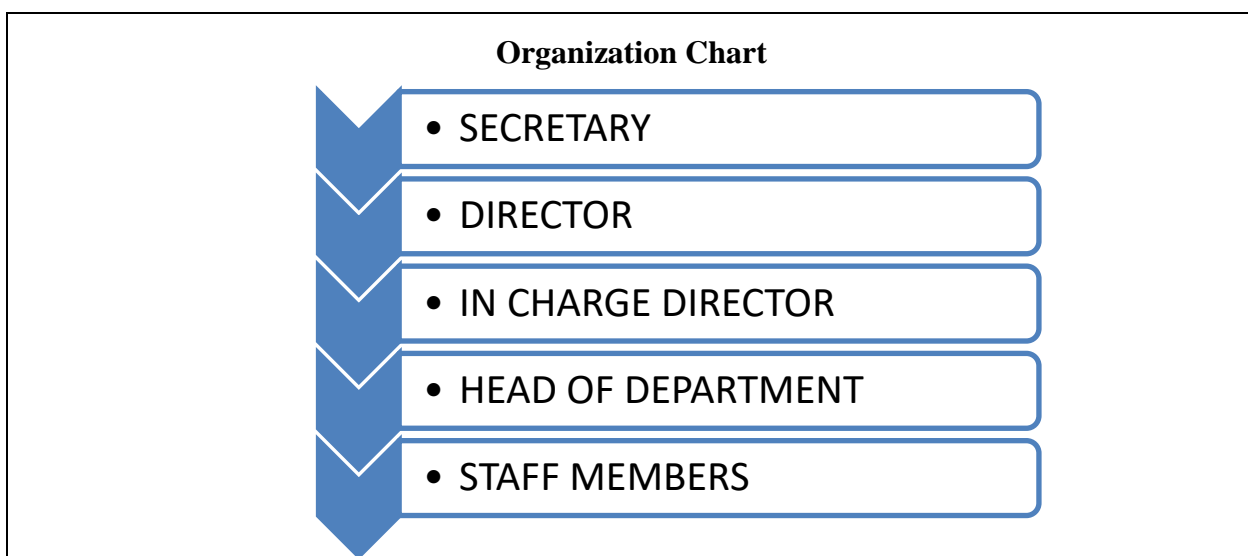 Organization Chart
• SECRETARY
• DIRECTOR
• IN CHARGE DIRECTOR
• HEAD OF DEPARTMENT
• STAFF MEMBERS